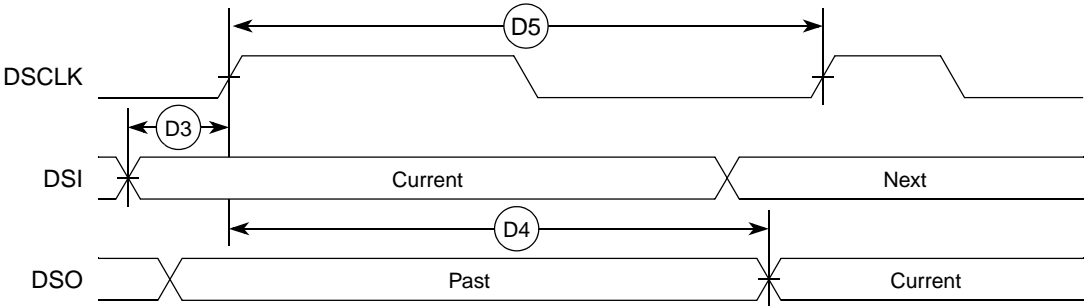 D5
DSCLK
D3
DSI Current Next
D4
DSO Past Current